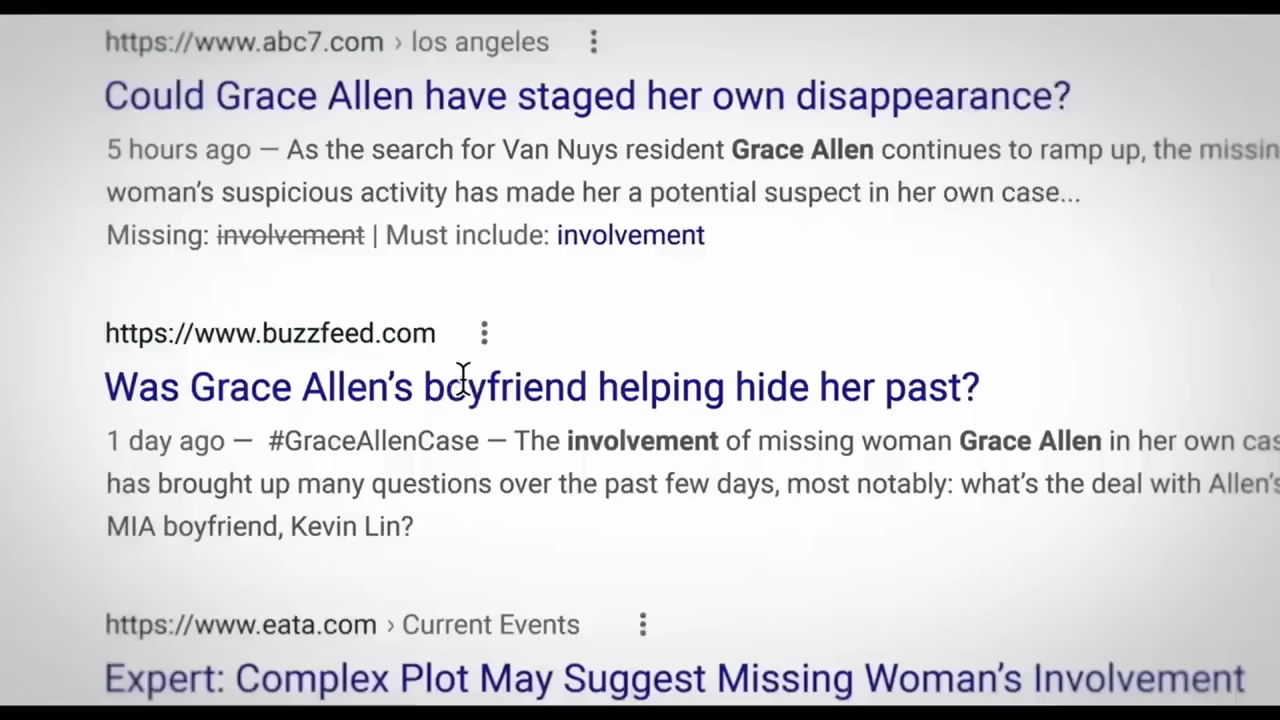 https://www.abc7.com › los angeles
Could Grace Allen have staged her own disappearance?
5 hours ago — As the search for Van Nuys resident Grace Allen continues to ramp up, the missin
woman's suspicious activity has made her a potential suspect in her own case...
Missing: involvement | Must include: involvement
https://www.buzzfeed.com
Was Grace Allen's boyfriend helping hide her past?
1 day ago — #GraceAllenCase — The involvement of missing woman Grace Allen in her own cas
has brought up many questions over the past few days, most notably: what's the deal with Allen's
MIA boyfriend, Kevin Lin?
https://www.eata.com › Current Events
Expert: Complex Plot May Suggest Missing Woman's Involvement